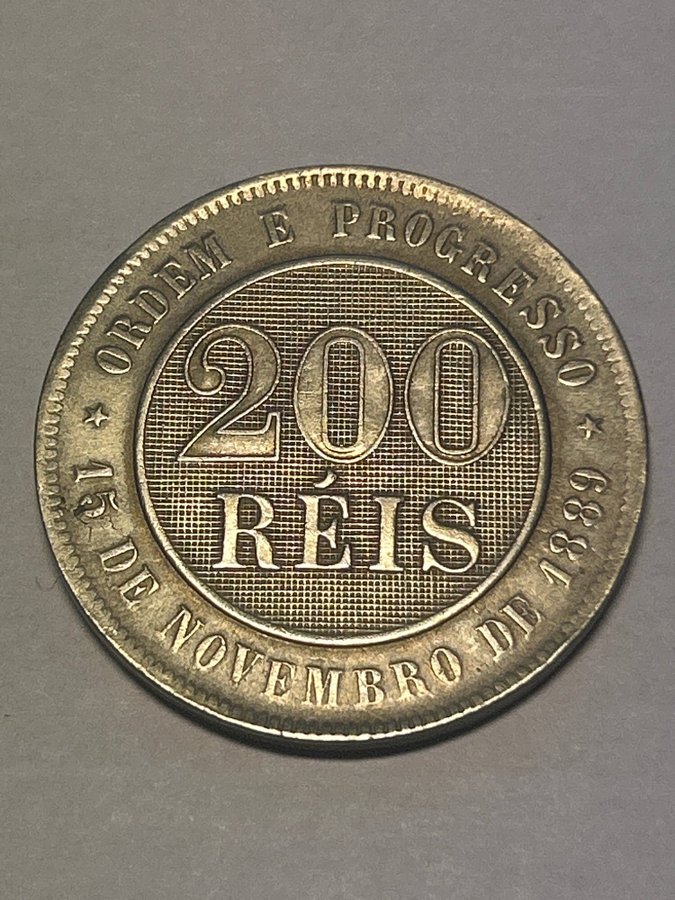 ORDEM E PROGRESSO
200
RÉIS
15 DE NOVEMBRO DE 1889